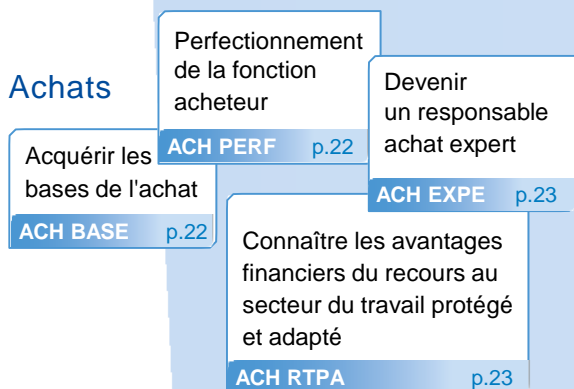 Achats
Acquérir les
bases de l'achat
ACH BASE p.22
Perfectionnement
de la fonction
acheteur
ACH PERF p.22
Devenir
un responsable
achat expert
ACH EXPE p.23
Connaître les avantages
financiers du recours au
secteur du travail protégé
et adapté
ACH RTPA p.23